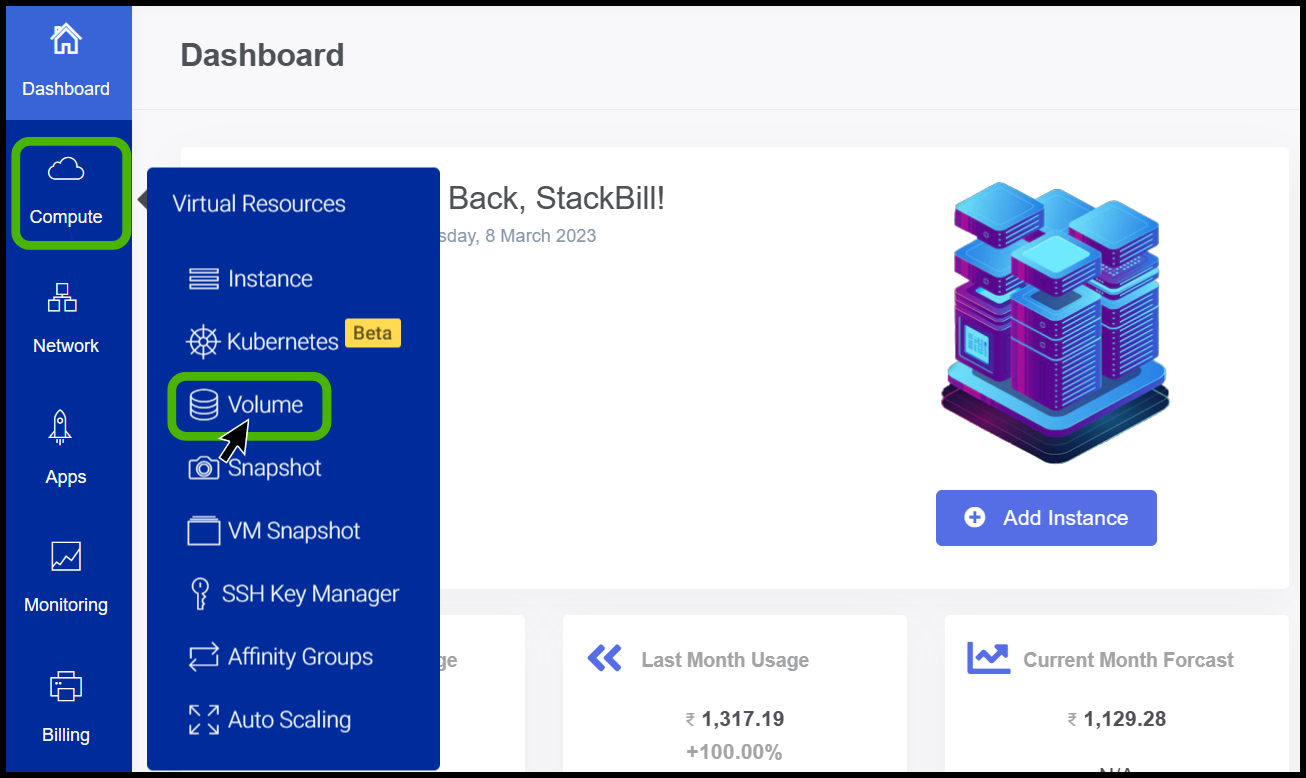 Dashboard
Compute
Network
Apps
Monitoring
Billing
Virtual Resources
Instance
Kubernetes Beta
Volume
Snapshot
VM Snapshot
SSH Key Manager
Affinity Groups
Auto Scaling
Dashboard
Back, StackBill!
8 March 2023
Add Instance
Last Month Usage
₹ 1,317.19
+100.00%
Current Month Forcast
₹ 1,129.28